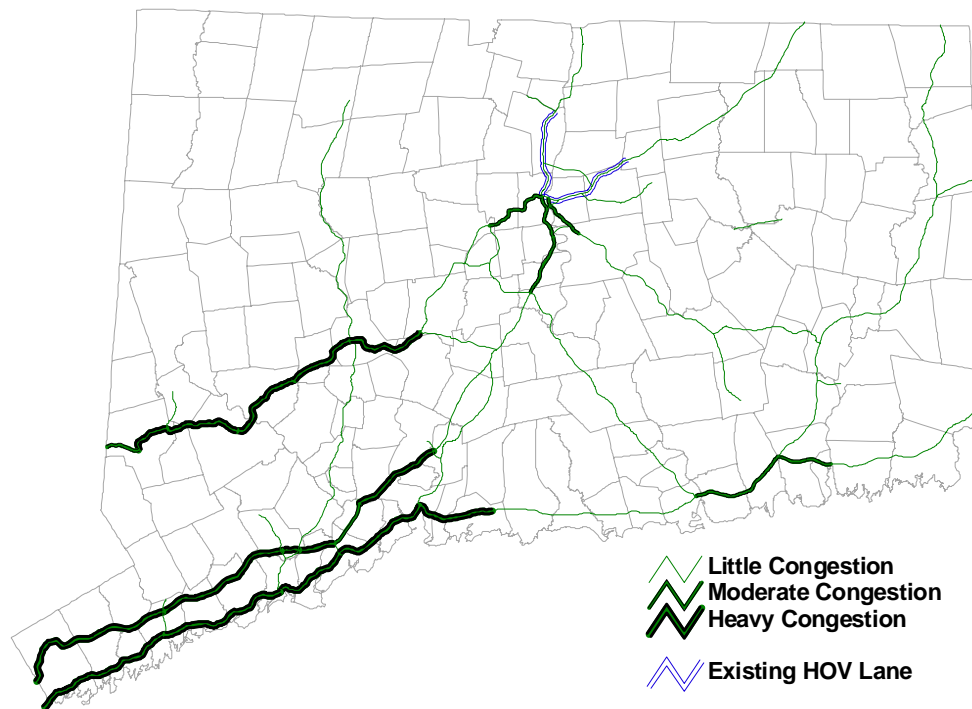 Little Congestion
Moderate Congestion
Heavy Congestion
Existing HOV Lane